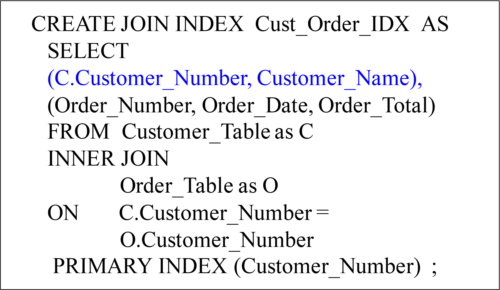 CREATE JOIN INDEX Cust_Order_IDX AS
SELECT
(C.Customer_Number, Customer_Name),
(Order_Number, Order_Date, Order_Total)
FROM Customer_Table as C
INNER JOIN
Order_Table as O
ON C.Customer_Number =
O.Customer_Number
PRIMARY INDEX (Customer_Number) ;